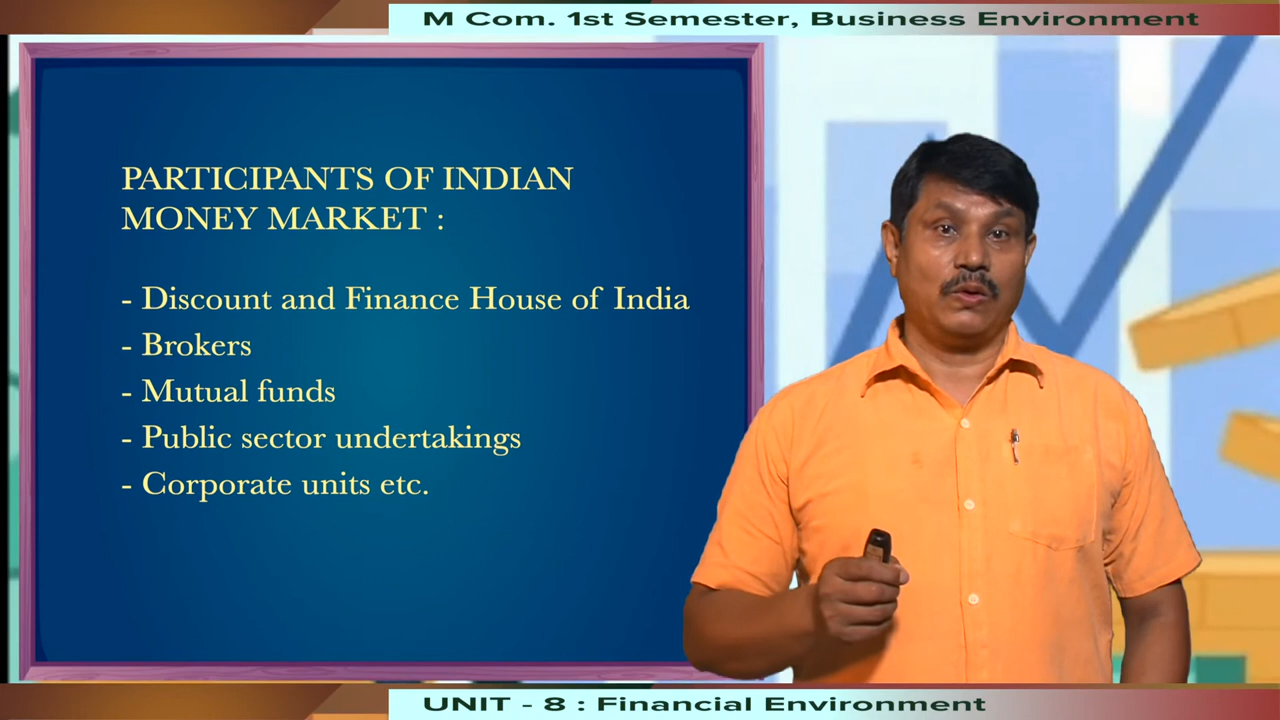 M Com. 1st Semester, Business Environment
PARTICIPANTS OF INDIAN
MONEY MARKET :
- Discount and Finance House of India
- Brokers
- Mutual funds
- Public sector undertakings
- Corporate units etc.
UNIT - 8 : Financial Environment